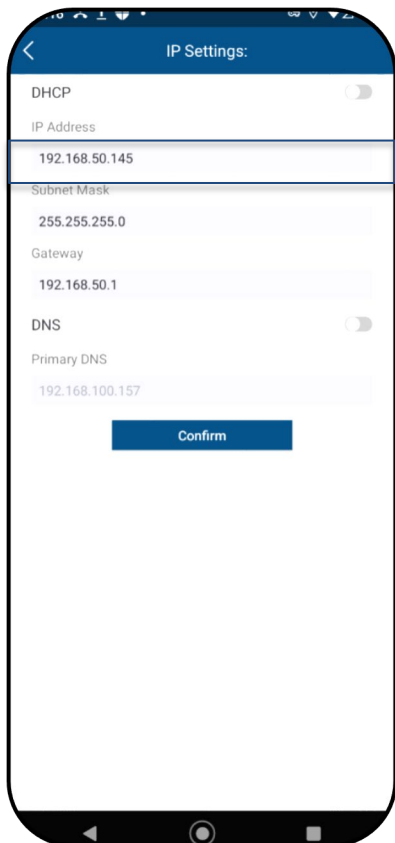 IP Settings:
DHCP
IP Address
192.168.50.145
Subnet Mask
255.255.255.0
Gateway
192.168.50.1
DNS
Primary DNS
192.168.100.157
Confirm